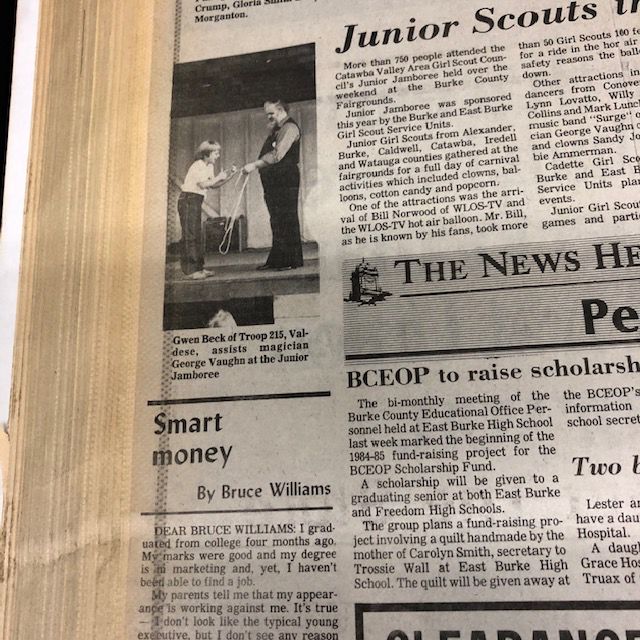 Crump, Gloria
Morganton.
Gwen Beck of Troop 215, Val-
dese, assists magician
George Vaughn at the Junior
Jamboree
Smart
money
By Bruce Williams
DEAR BRUCE WILLIAMS: I grad-
uated from college four months ago.
My marks were good and my degree
is in marketing and, yet, I haven't
been able to find a job.
My parents tell me that my appear-
ance is working against me. It's true
— I don't look like the typical young
executive, but I don't see any reason
Junior Scouts
More than 750 people attended the
Catawba Valley Area Girl Scout Coun-
cil's Junior Jamboree held over the
weekend at the Burke County
Fairgrounds.
Junior Jamboree was sponsored
this year by the Burke and East Burke
Girl Scout Service Units.
Junior Girl Scouts from Alexander,
Burke, Caldwell, Catawba, Iredell
and Watauga counties gathered at the
fairgrounds for a full day of carnival
activities which included clowns, bal-
loons, cotton candy and popcorn.
One of the attractions was the arri-
val of Bill Norwood of WLOS-TV and
the WLOS-TV hot air balloon. Mr. Bill,
as he is known by his fans, took more
than 50 Girl Scouts 100 fe
for a ride in the hor air
safety reasons the ball
down.
Other attractions i
dancers from Conove
Lynn Lovatto, Willy
Collins and Mark Lun
music band "Surge"
cian George Vaughn
and clowns Sandy Jo
bie Ammerman.
Cadette Girl Sc
Burke and East H
Service Units pla
events.
Junior Girl Scout
games and part
THE NEWS HE
Pe
BCEOP to raise scholarsh
The bi-monthly meeting of the
Burke County Educational Office Per-
sonnel held at East Burke High School
last week marked the beginning of the
1984-85 fund-raising project for the
BCEOP Scholarship Fund.
A scholarship will be given to a
graduating senior at both East Burke
and Freedom High Schools.
The group plans a fund-raising pro-
ject involving a quilt handmade by the
mother of Carolyn Smith, secretary to
Trossie Wall at East Burke High
School. The quilt will be given away at
the BCEOP's
information
school secret
Two b
Lester a
have a dau
Hospital.
A daug
Grace Hos
Truax of
CLEARANC